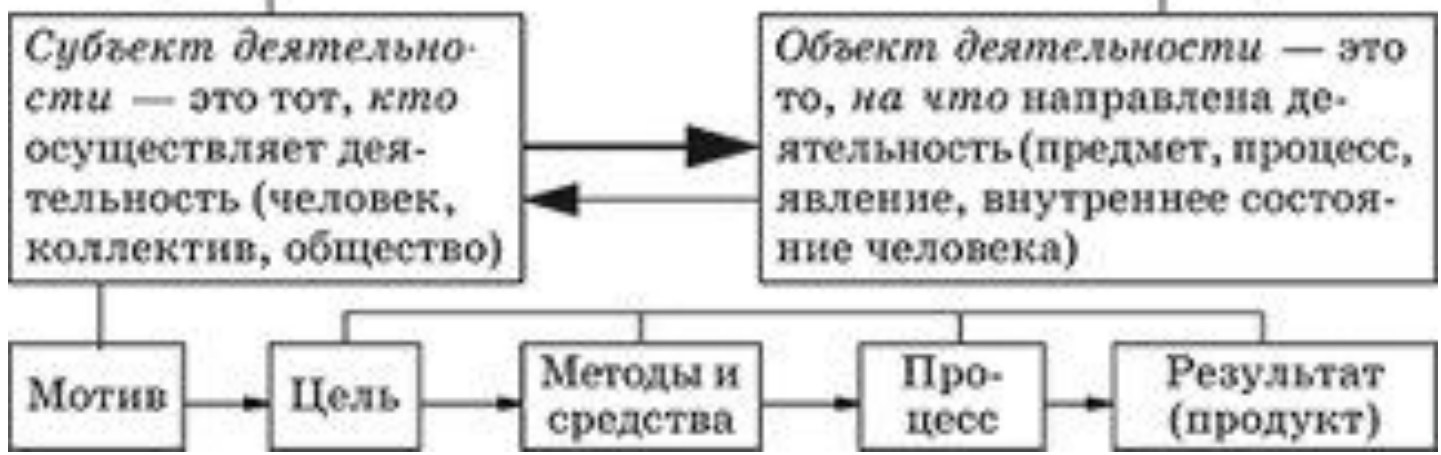 Субъект деятельно-
сти — это тот, кто
осуществляет дея-
тельность (человек,
коллектив, общество)
Объект деятельности — это
то, на что направлена де-
ятельность (предмет, процесс,
явление, внутреннее состоя-
ние человека)
Мотив
Цель
Методы и
средства
Про-
цесс
Результат
(продукт)